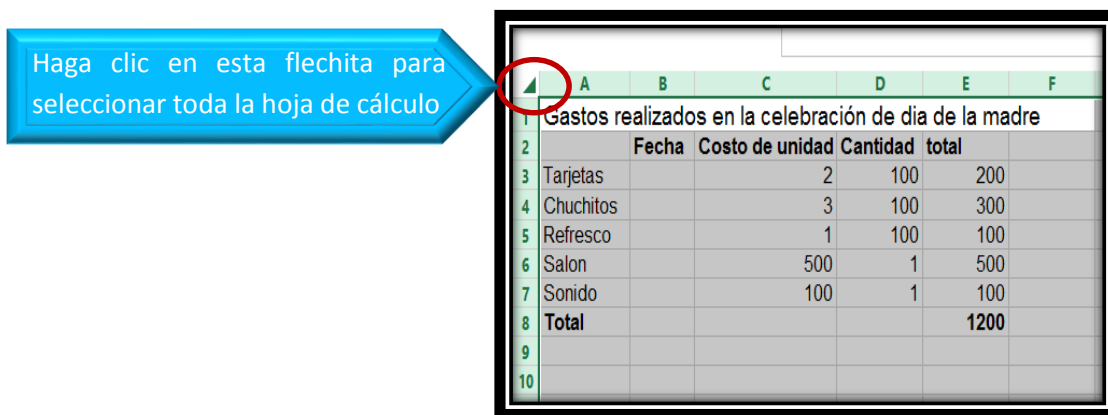 Haga clic en esta flechita para
seleccionar toda la hoja de cálculo
A B C D E F
1 Gastos realizados en la celebración de dia de la madre
2 Fecha Costo de unidad Cantidad total
3 Tarjetas 2 100 200
4 Chuchitos 3 100 300
5 Refresco 1 100 100
6 Salon 500 1 500
7 Sonido 100 1 100
8 Total 1200
9
10